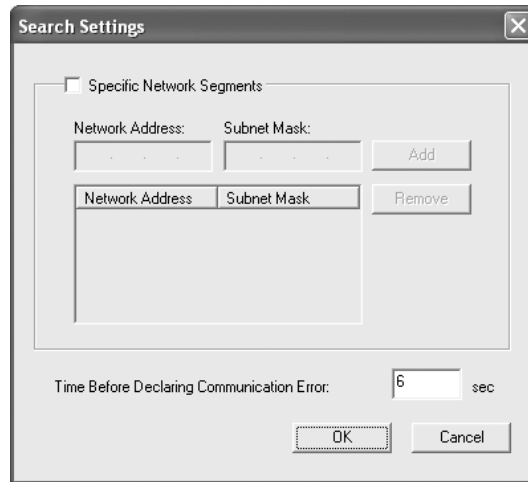 Search Settings
Specific Network Segments
Network Address: Subnet Mask:
. . . . . . Add
Network Address Subnet Mask Remove
Time Before Declaring Communication Error: 6 sec
OK Cancel